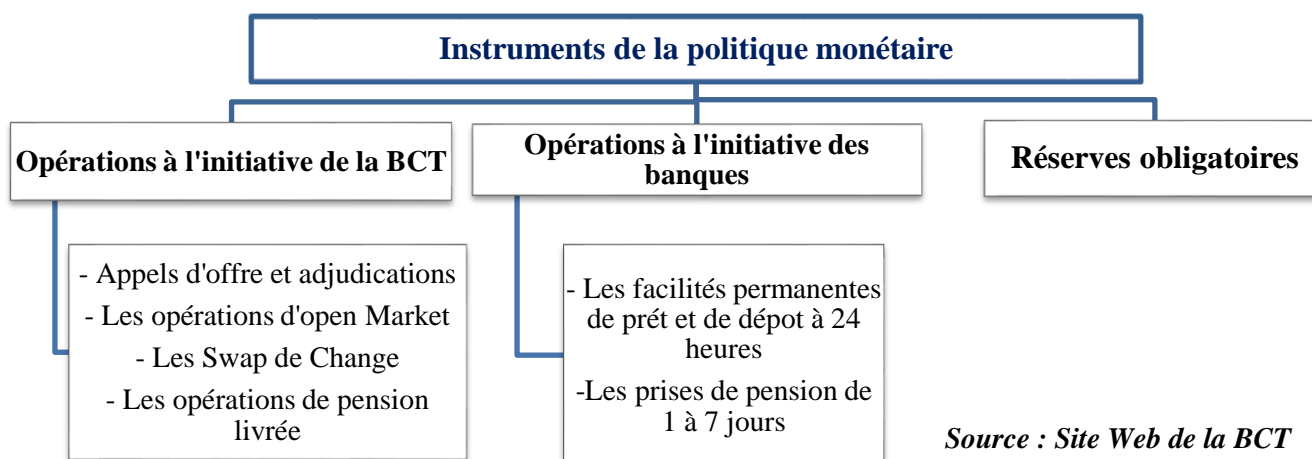 Instruments de la politique monétaire
Opérations à l'initiative de la BCT
Opérations à l'initiative des
banques
Réserves obligatoires
- Appels d'offre et adjudications
- Les opérations d'open Market
- Les Swap de Change
- Les opérations de pension
livrée
- Les facilités permanentes
de prét et de dépot à 24
heures
-Les prises de pension de
1 à 7 jours
Source : Site Web de la BCT